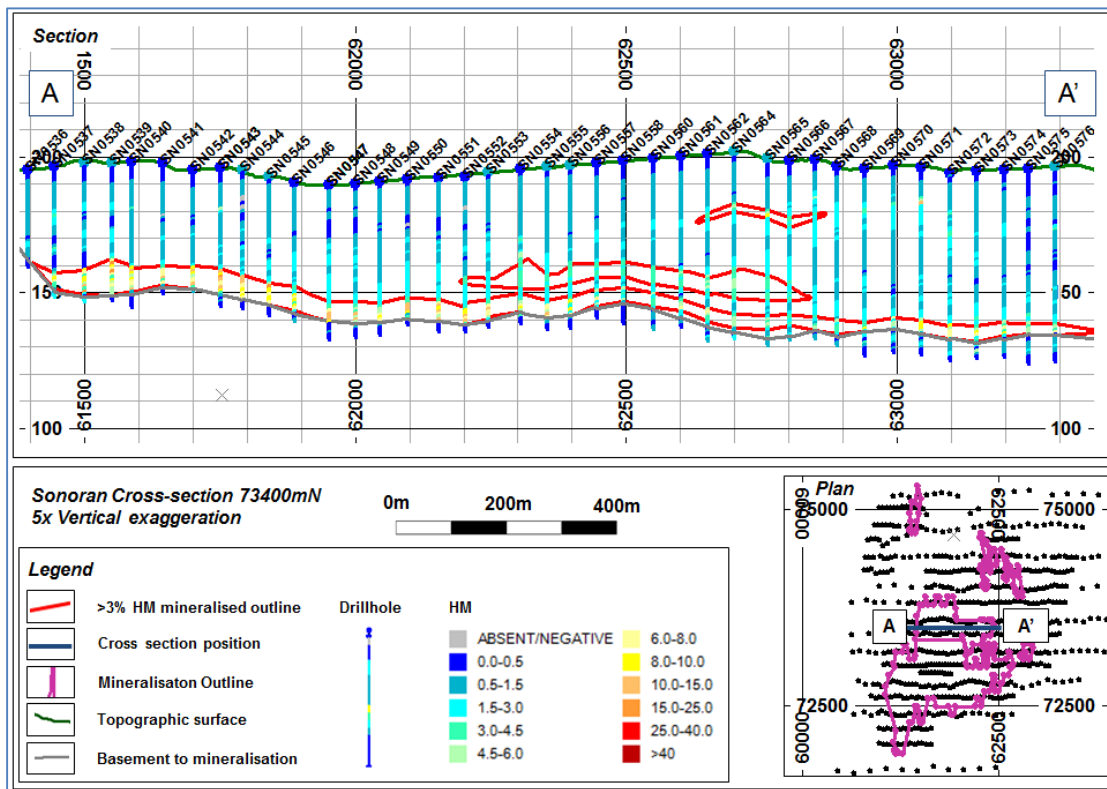 Section
A
A'
1500
62000
62500
63000
SN0536
SN0537
SN0538
SN0539
SN0540
SN0541
SN0542
SN0543
SN0544
SN0545
SN0546
SN0547
SN0548
SN0549
SN0550
SN0551
SN0552
SN0553
SN0554
SN0555
SN0556
SN0557
SN0558
SN0560
SN0561
SN0562
SN0564
SN0565
SN0566
SN0567
SN0568
SN0569
SN0570
SN0571
SN0572
SN0573
SN0574
SN0575
200
200
150
150
100
100
61500
62000
62500
63000
Sonoran Cross-section 73400mN
5x Vertical exaggeration
0m 200m 400m
Legend
>3% HM mineralised outline
Cross section position
Mineralisaton Outline
Topographic surface
Basement to mineralisation
Drillhole
HM
ABSENT/NEGATIVE
0.0-0.5
0.5-1.5
1.5-3.0
3.0-4.5
4.5-6.0
6.0-8.0
8.0-10.0
10.0-15.0
15.0-25.0
25.0-40.0
>40
Plan
60000
62500
75000
75000
A
A'
72500
72500
60000
62500